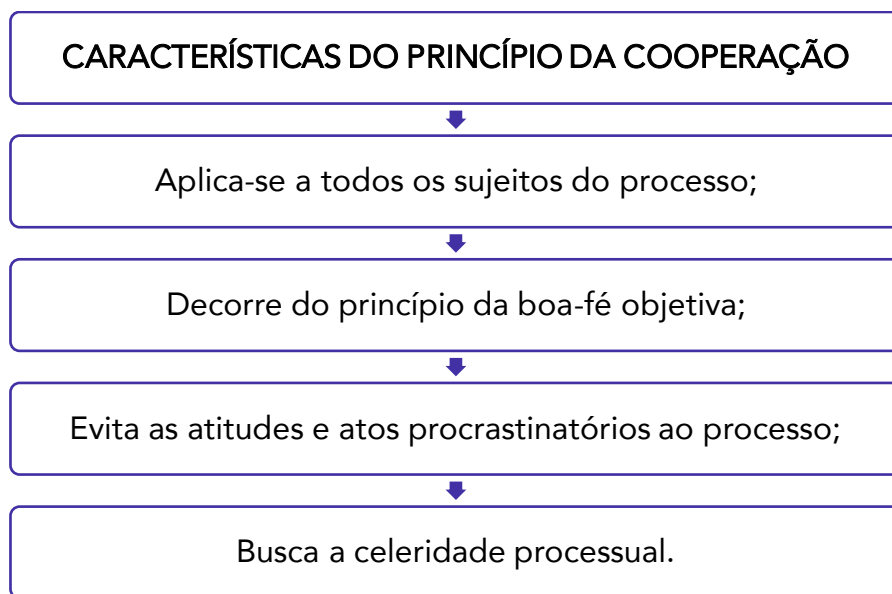 CARACTERÍSTICAS DO PRINCÍPIO DA COOPERAÇÃO
Aplica-se a todos os sujeitos do processo;
Decorre do princípio da boa-fé objetiva;
Evita as atitudes e atos procrastinatórios ao processo;
Busca a celeridade processual.